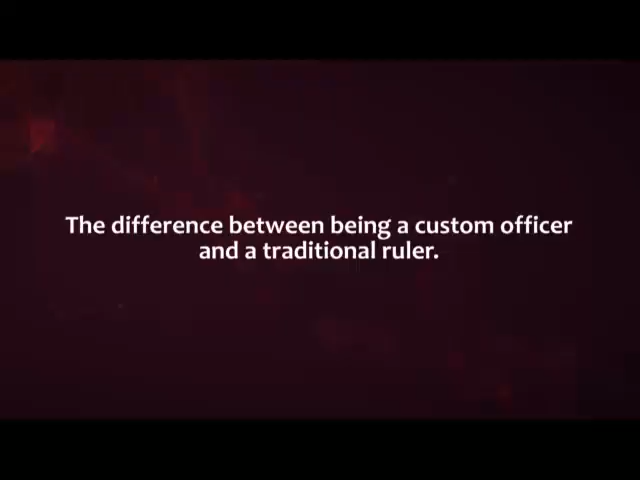 The difference between being a custom officer
and a traditional ruler.